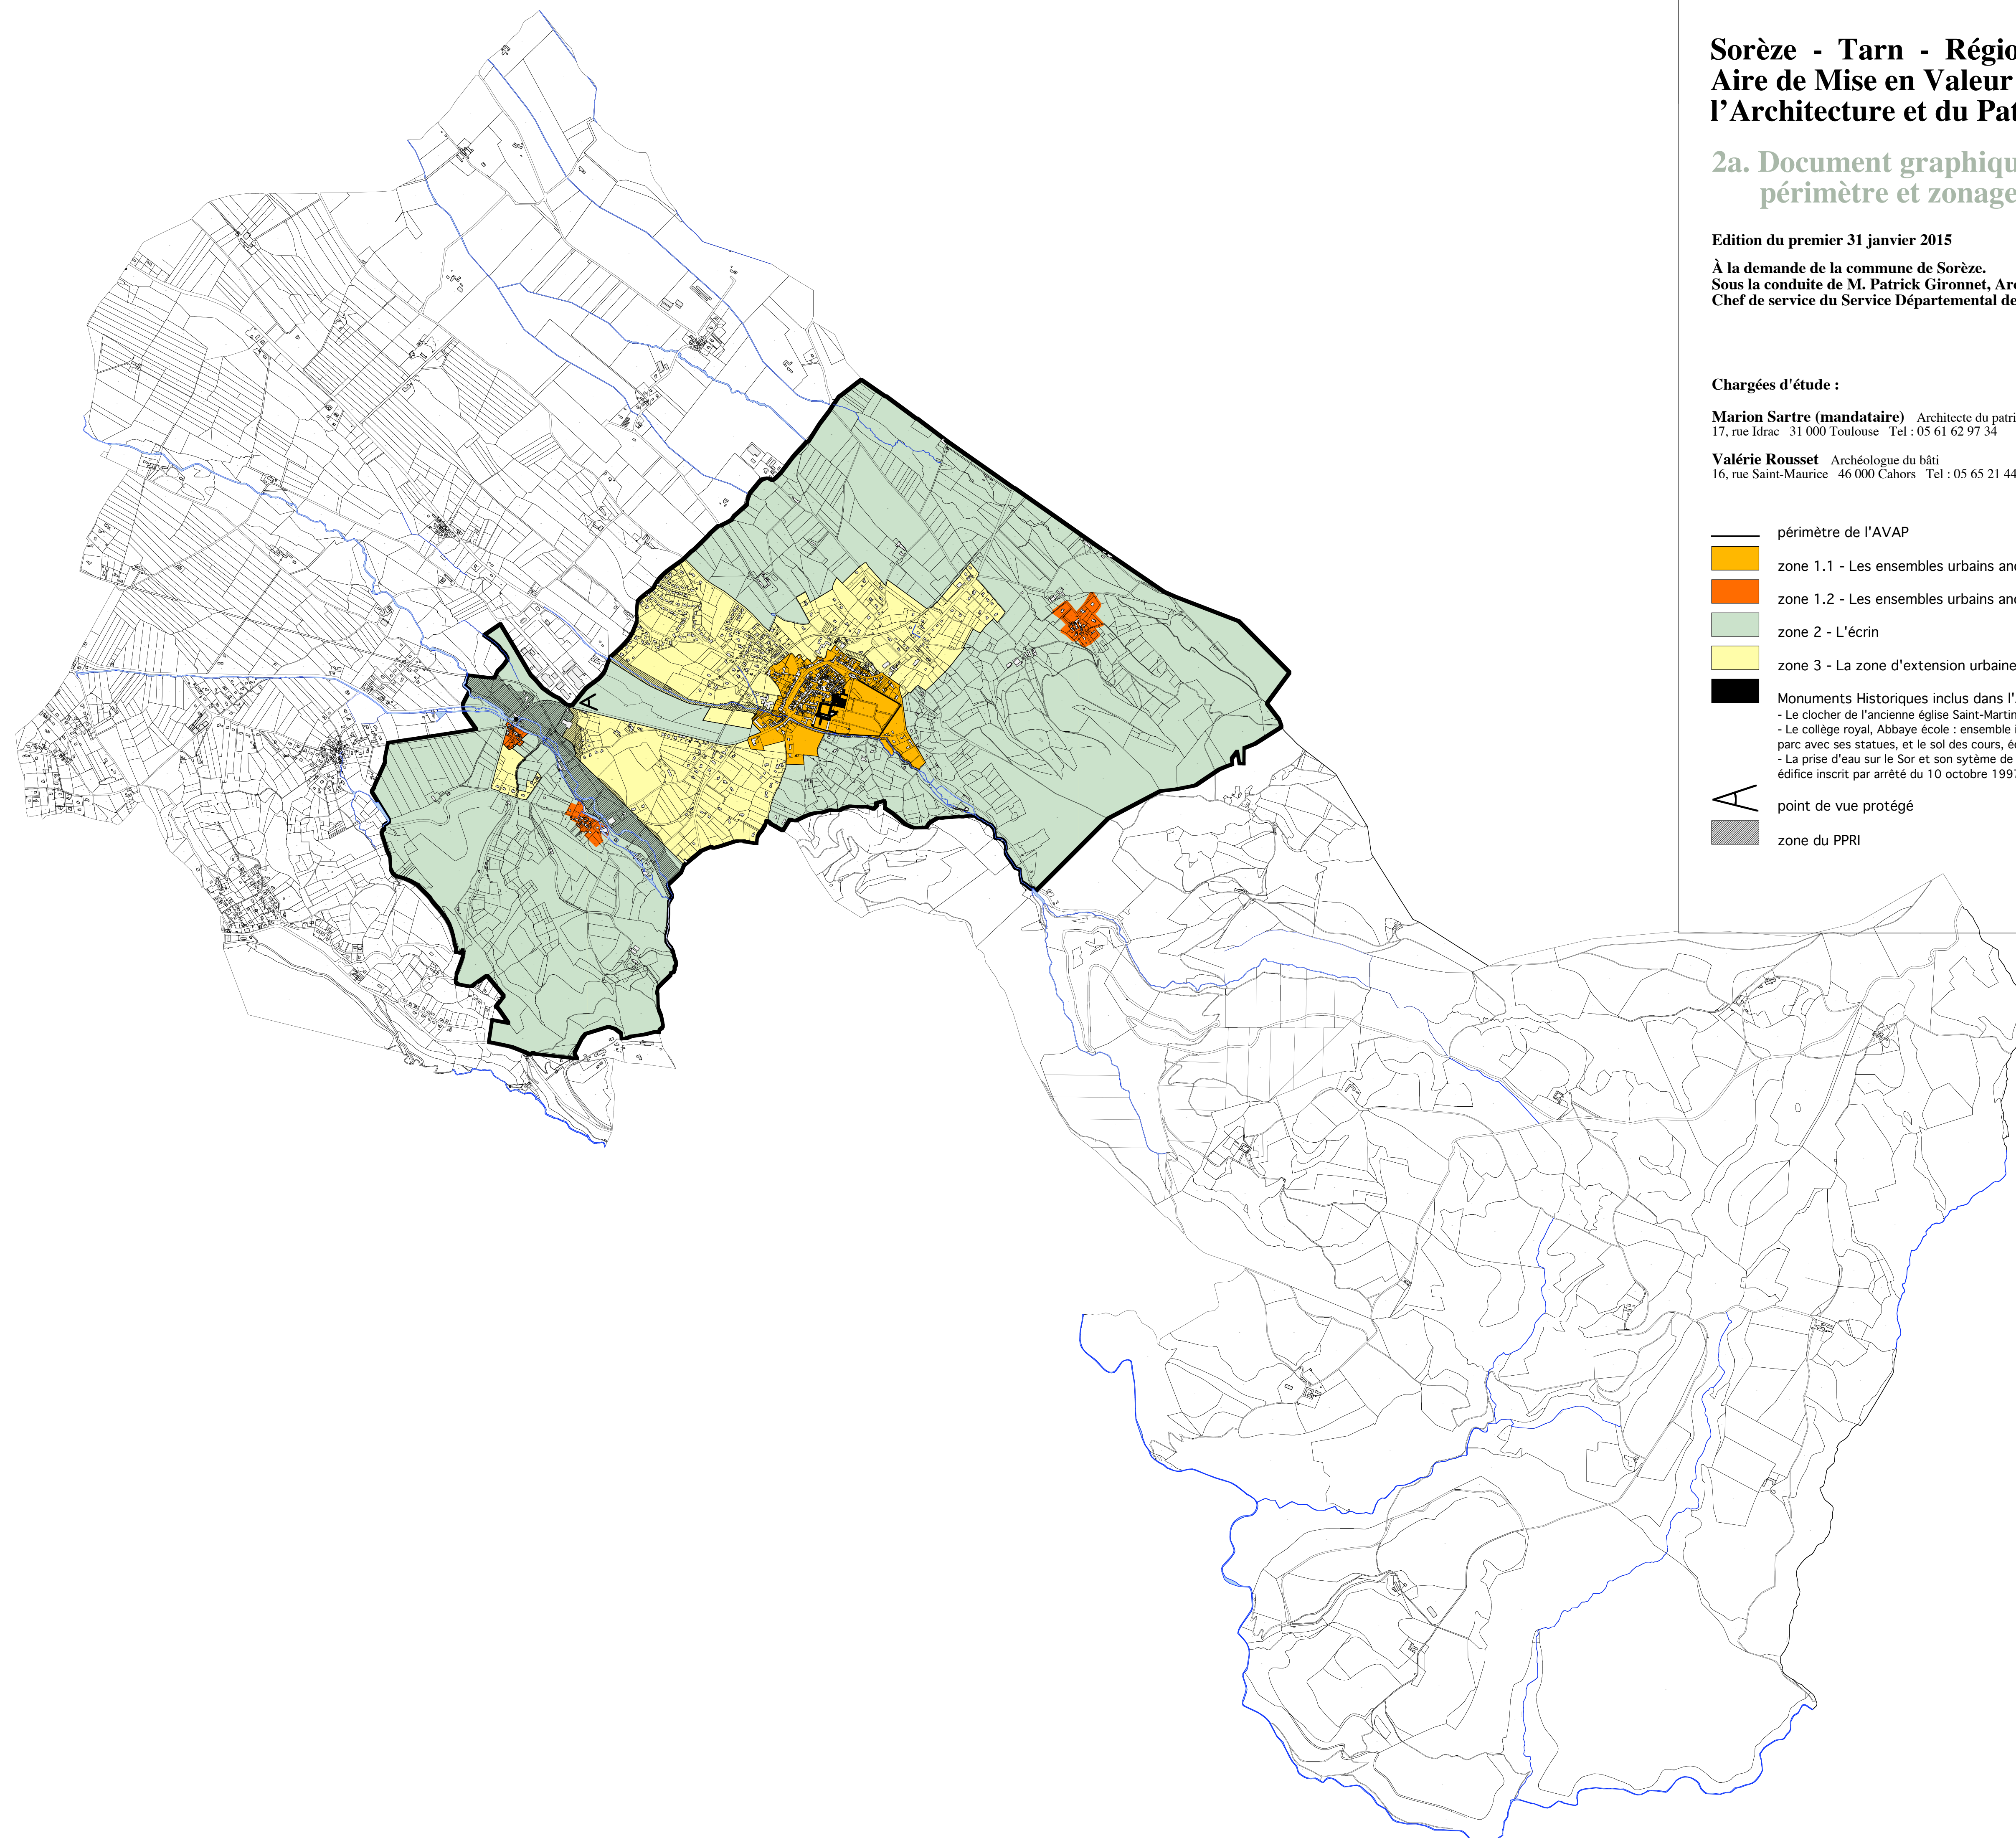 Sorèze - Tarn - Régio
Aire de Mise en Valeur
l’Architecture et du Pat
2a. Document graphiqu
périmètre et zonage
Edition du premier 31 janvier 2015
À la demande de la commune de Sorèze.
Sous la conduite de M. Patrick Gironnet, Arc
Chef de service du Service Départemental de
Chargées d'étude :
Marion Sartre (mandataire) Architecte du patri
17, rue Idrac 31 000 Toulouse Tel : 05 61 62 97 34
Valérie Rousset Archéologue du bâti
16, rue Saint-Maurice 46 000 Cahors Tel : 05 65 21 44
périmètre de l'AVAP
zone 1.1 - Les ensembles urbains anc
zone 1.2 - Les ensembles urbains anc
zone 2 - L'écrin
zone 3 - La zone d'extension urbaine
Monuments Historiques inclus dans l'
- Le clocher de l'ancienne église Saint-Martin
- Le collège royal, Abbaye école : ensemble i
parc avec ses statues, et le sol des cours, éd
- La prise d'eau sur le Sor et son sytème de
édifice inscrit par arrêté du 10 octobre 1997
point de vue protégé
zone du PPRI